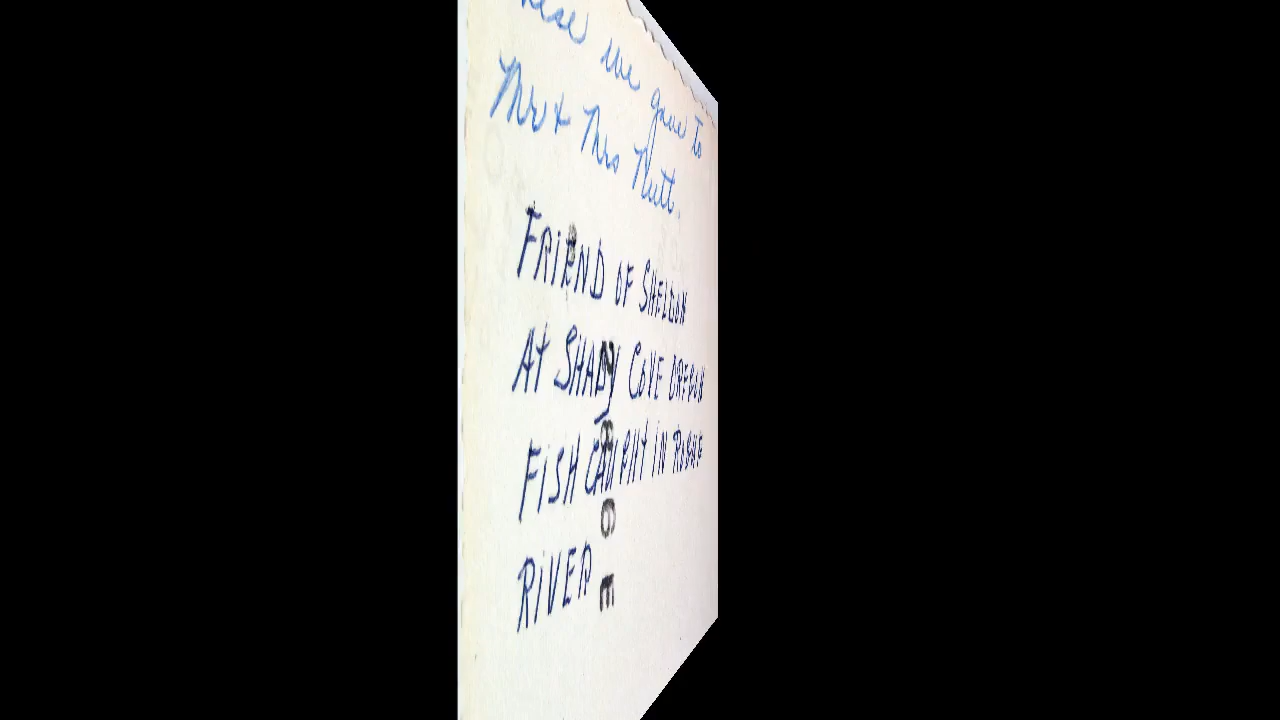 we gave to
Mr & Mrs Nutt.
FRIEND OF SHELDON
At SHADY COVE OREGON
FISH CAUGHT IN ROGUE
RIVER